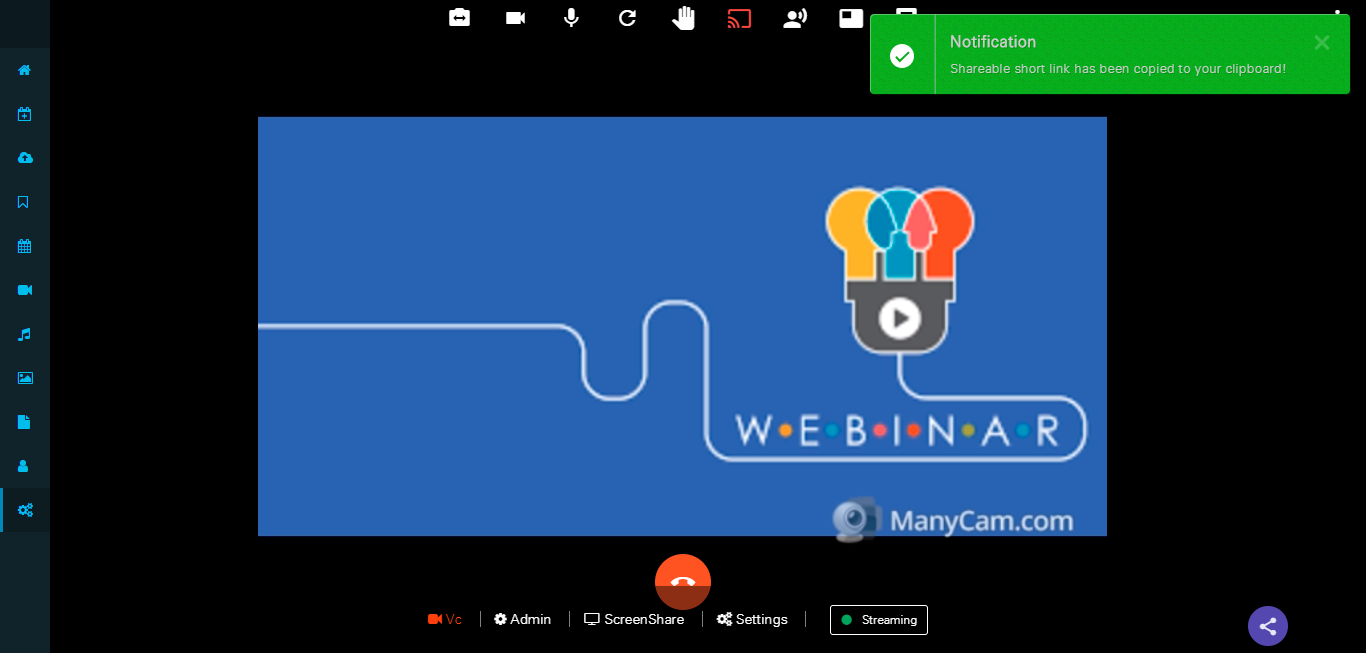 Notification
Shareable short link has been copied to your clipboard!
W•E•B•I•N•A•R
ManyCam.com
Vc
Admin
ScreenShare
Settings
Streaming